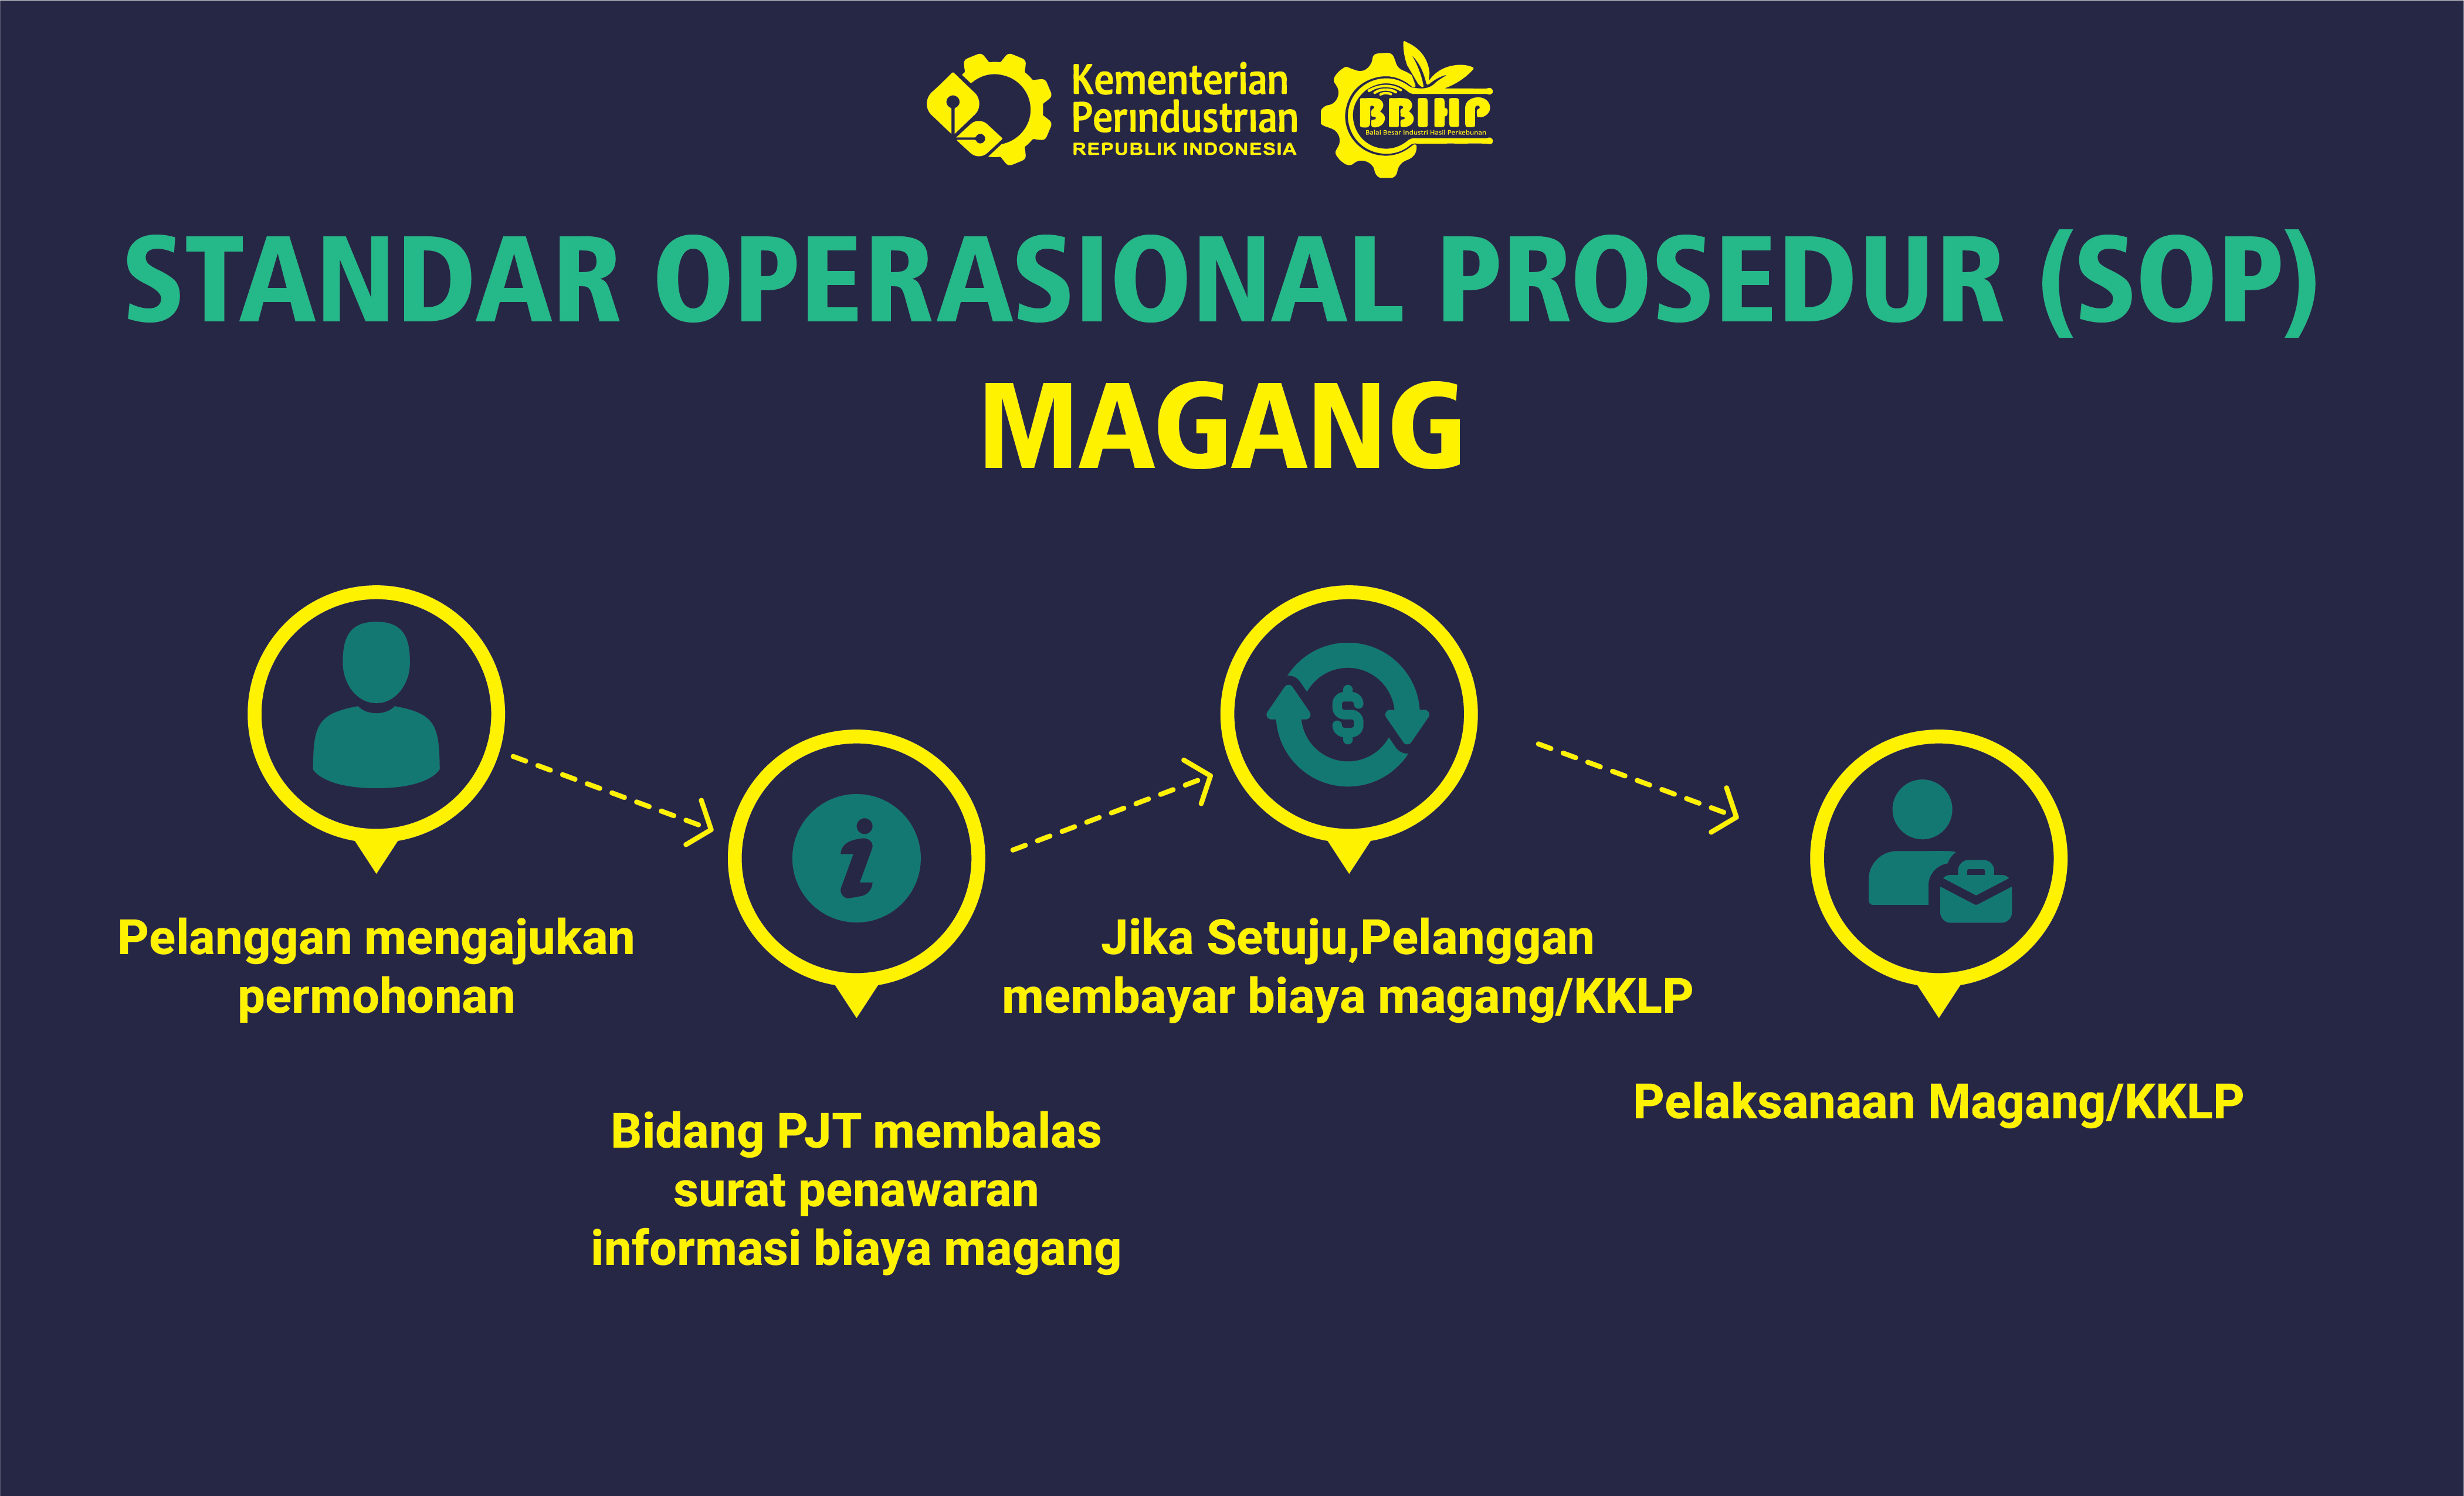 Kementerian
Perindustrian
REPUBLIK INDONESIA
BBIHP
Balai Besar Industri Hasil Perkebunan
STANDAR OPERASIONAL PROSEDUR (SOP)
MAGANG
Pelanggan mengajukan
permohonan
Bidang PJT membalas
surat penawaran
informasi biaya magang
Jika Setuju,Pelanggan
membayar biaya magang/KKLP
Pelaksanaan Magang/KKLP